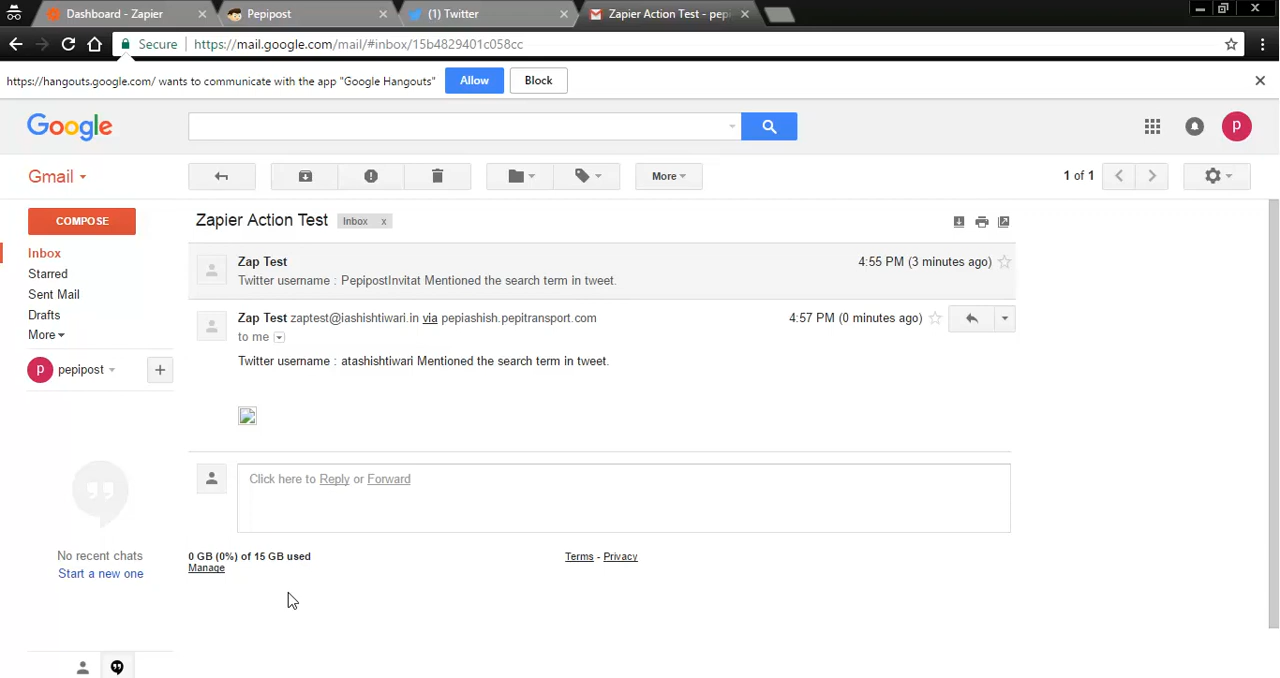 Dashboard - Zapier
Pepipost
(1) Twitter
Zapier Action Test - pepi
Secure
https://mail.google.com/mail/#inbox/15b4829401c058cc
https://hangouts.google.com/ wants to communicate with the app "Google Hangouts"
Allow
Block
Google
P
Gmail
More
1 of 1
COMPOSE
Zapier Action Test
Inbox x
Inbox
Starred
Sent Mail
Drafts
More
Zap Test
4:55 PM (3 minutes ago)
Twitter username : PepipostInvitat Mentioned the search term in tweet.
Zap Test zaptest@iashishtiwari.in via pepiashish.pepitransport.com
4:57 PM (0 minutes ago)
to me
Twitter username : atashishtiwari Mentioned the search term in tweet.
P pepipost
+
Click here to Reply or Forward
No recent chats
Start a new one
0 GB (0%) of 15 GB used
Manage
Terms - Privacy